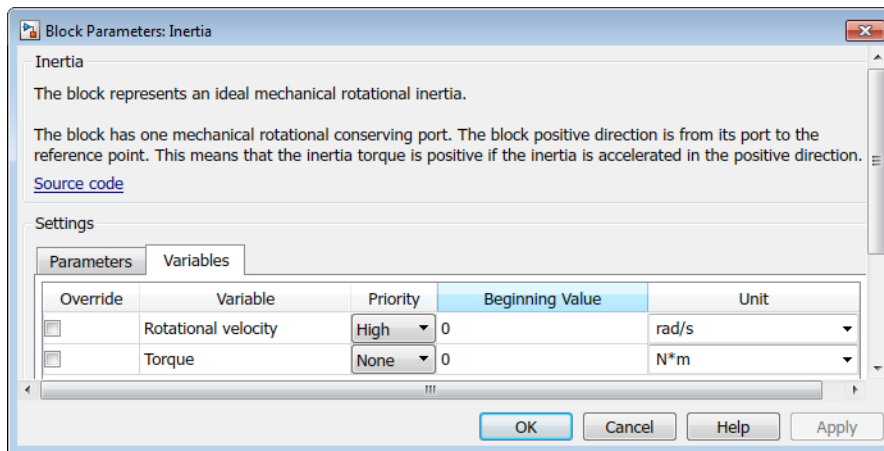 Block Parameters: Inertia
Inertia
The block represents an ideal mechanical rotational inertia.
The block has one mechanical rotational conserving port. The block positive direction is from its port to the
reference point. This means that the inertia torque is positive if the inertia is accelerated in the positive direction.
Source code
Settings
Parameters Variables
Override Variable Priority Beginning Value Unit
Rotational velocity High 0 rad/s
Torque None 0 N*m
OK Cancel Help Apply